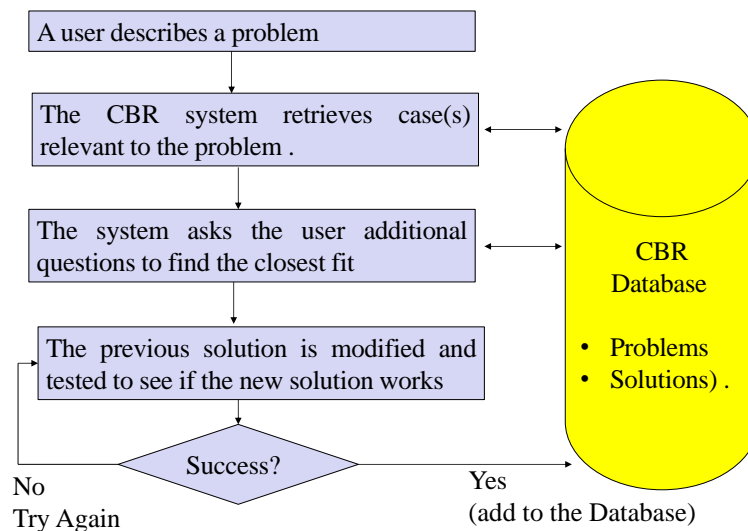 A user describes a problem
The CBR system retrieves case(s)
relevant to the problem .
The system asks the user additional
questions to find the closest fit
CBR
Database
• Problems
• Solutions) .
The previous solution is modified and
tested to see if the new solution works
Success?
No
Try Again
Yes
(add to the Database)